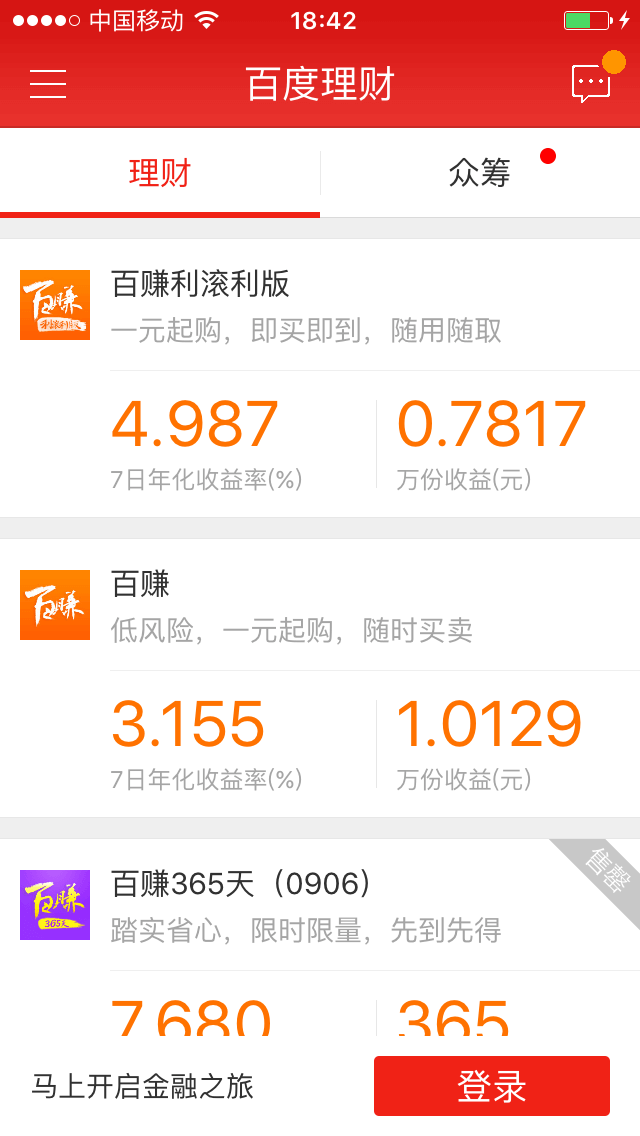 中国移动 18:42
百度理财
理财 众筹
百赚
利滚利版
百赚利滚利版
一元起购，即买即到，随用随取
4.987 0.7817
7日年化收益率(%) 万份收益(元)
百赚
百赚
低风险，一元起购，随时买卖
3.155 1.0129
7日年化收益率(%) 万份收益(元)
售罄
百赚
365天
百赚365天（0906）
踏实省心，限时限量，先到先得
7.680 365
马上开启金融之旅 登录